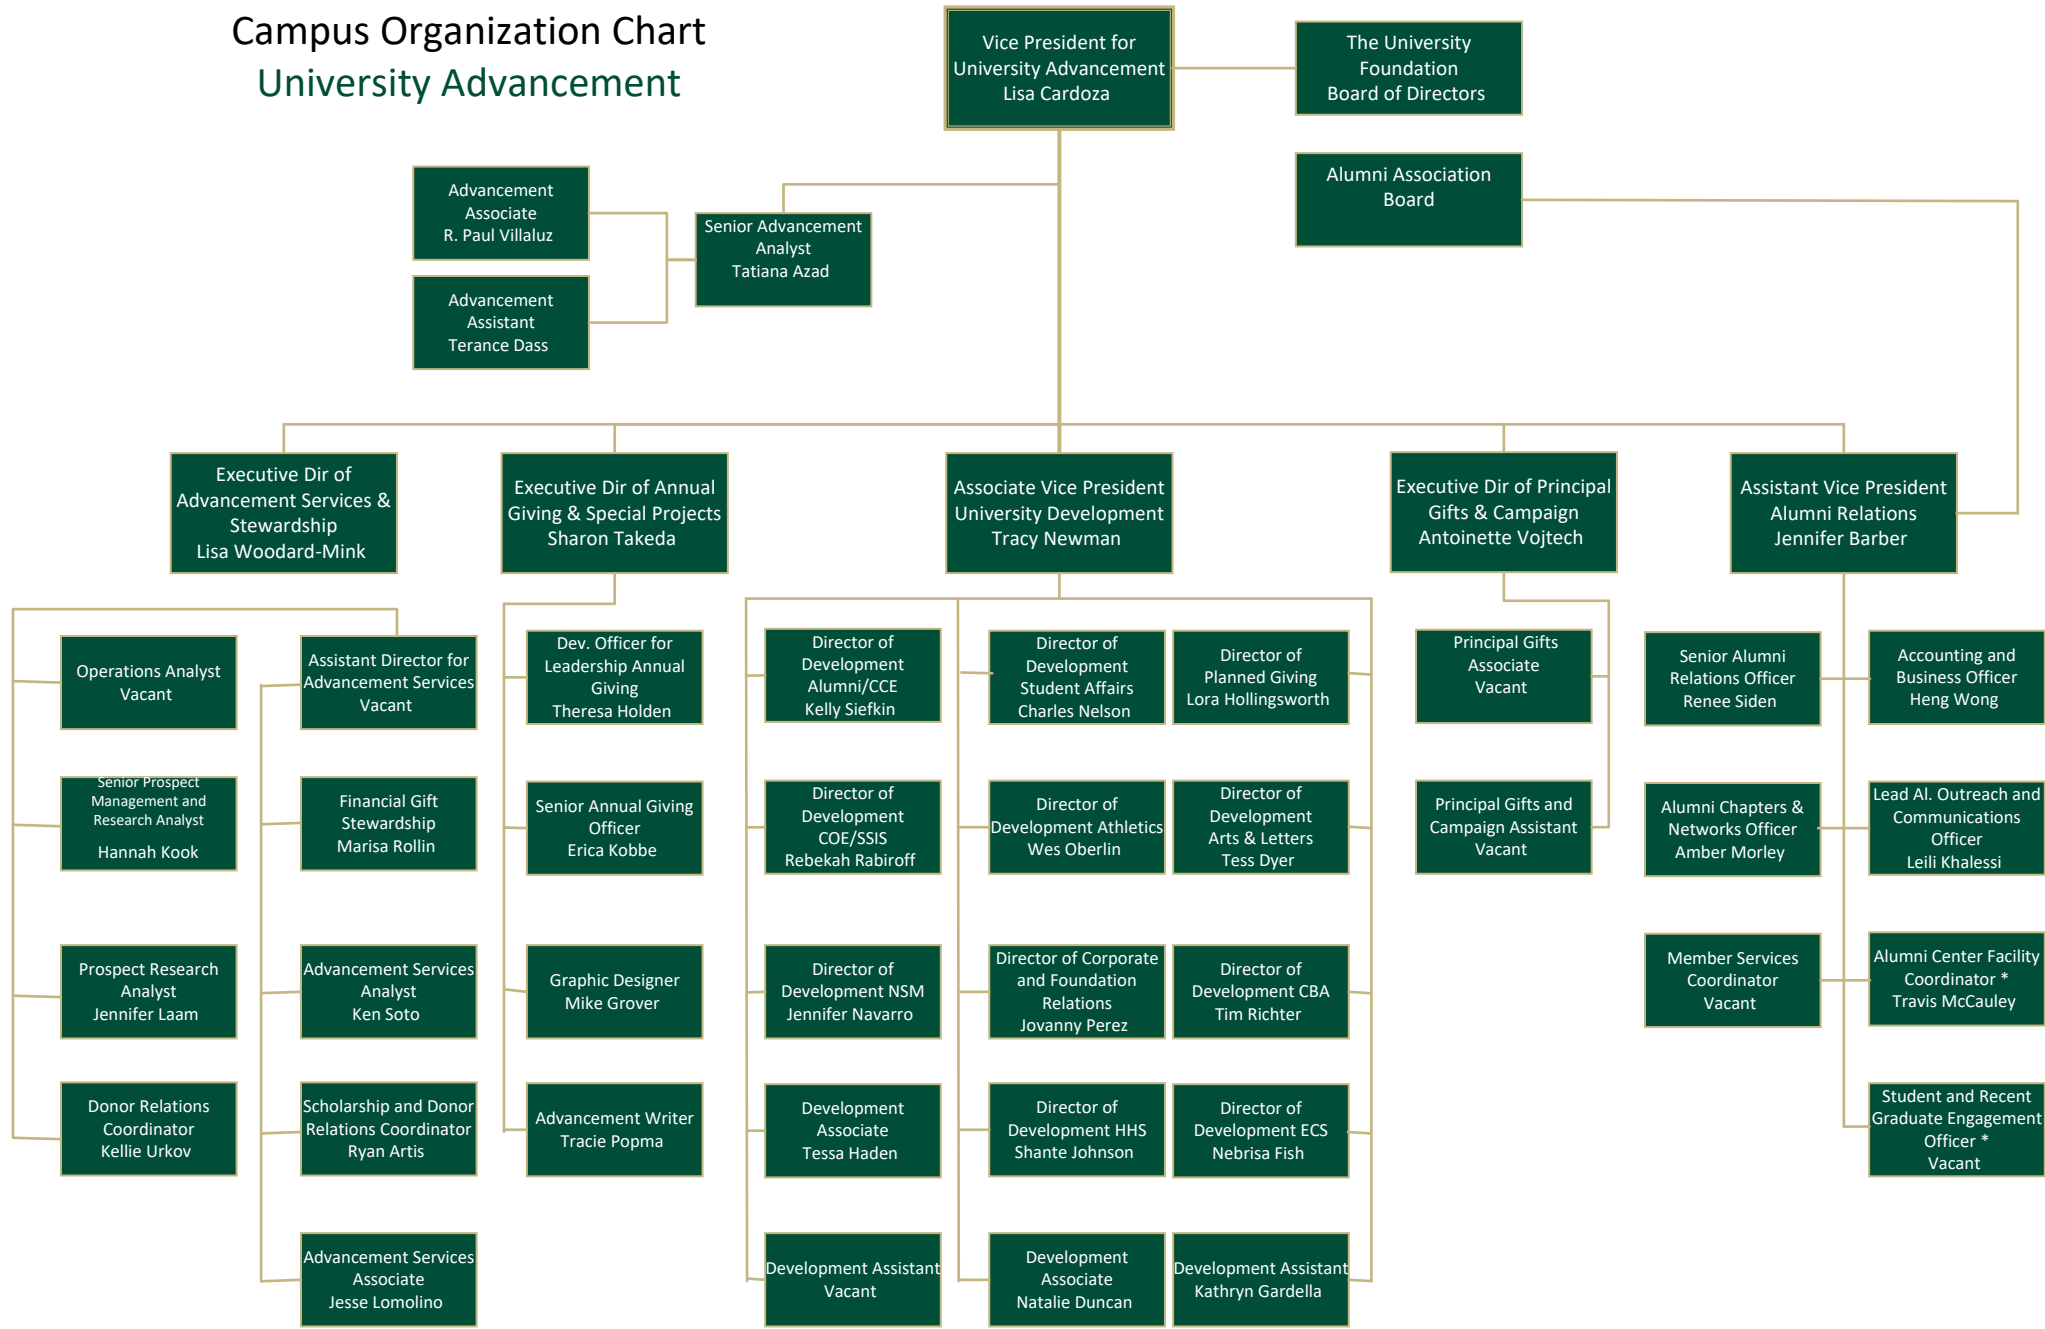 Campus Organization Chart
University Advancement
Vice President for
University Advancement
Lisa Cardoza
The University
Foundation
Board of Directors
Alumni Association
Board
Advancement
Associate
R. Paul Villaluz
Senior Advancement
Analyst
Tatiana Azad
Advancement
Assistant
Terance Dass
Executive Dir of
Advancement Services &
Stewardship
Lisa Woodard-Mink
Executive Dir of Annual
Giving & Special Projects
Sharon Takeda
Associate Vice President
University Development
Tracy Newman
Executive Dir of Principal
Gifts & Campaign
Antoinette Vojtech
Assistant Vice President
Alumni Relations
Jennifer Barber
Operations Analyst
Vacant
Senior Prospect
Management and
Research Analyst
Hannah Kook
Prospect Research
Analyst
Jennifer Laam
Donor Relations
Coordinator
Kellie Urkov
Assistant Director for
Advancement Services
Vacant
Financial Gift
Stewardship
Marisa Rollin
Advancement Services
Analyst
Ken Soto
Scholarship and Donor
Relations Coordinator
Ryan Artis
Advancement Services
Associate
Jesse Lomolino
Dev. Officer for
Leadership Annual
Giving
Theresa Holden
Senior Annual Giving
Officer
Erica Kobbe
Graphic Designer
Mike Grover
Advancement Writer
Tracie Popma
Director of
Development
Alumni/CCE
Kelly Siefkin
Director of
Development
COE/SSIS
Rebekah Rabiroff
Director of
Development NSM
Jennifer Navarro
Development
Associate
Tessa Haden
Development Assistant
Vacant
Director of
Development
Student Affairs
Charles Nelson
Director of
Development Athletics
Wes Oberlin
Director of Corporate
and Foundation
Relations
Jovanny Perez
Director of
Development HHS
Shante Johnson
Development
Associate
Natalie Duncan
Director of
Planned Giving
Lora Hollingsworth
Director of
Development
Arts & Letters
Tess Dyer
Director of
Development CBA
Tim Richter
Director of
Development ECS
Nebrisa Fish
Development Assistant
Kathryn Gardella
Principal Gifts
Associate
Vacant
Principal Gifts and
Campaign Assistant
Vacant
Senior Alumni
Relations Officer
Renee Siden
Alumni Chapters &
Networks Officer
Amber Morley
Member Services
Coordinator
Vacant
Accounting and
Business Officer
Heng Wong
Lead Al. Outreach and
Communications
Officer
Leili Khalessi
Alumni Center Facility
Coordinator *
Travis McCauley
Student and Recent
Graduate Engagement
Officer *
Vacant